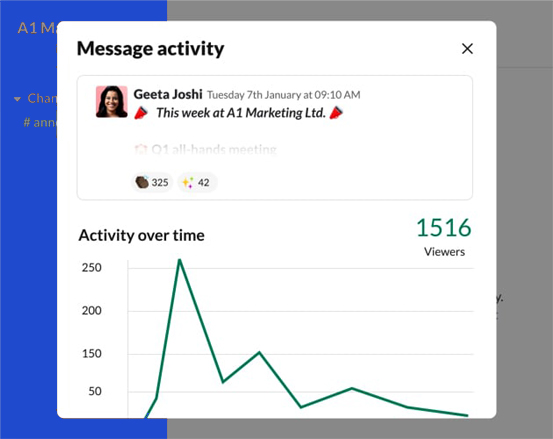 A1 Ma
Message activity
Geeta Joshi Tuesday 7th January at 09:10 AM
This week at A1 Marketing Ltd.
Q1 all-hands meeting
325 42
Chan
# anno
Activity over time
1516
Viewers
250
200
150
50
y.